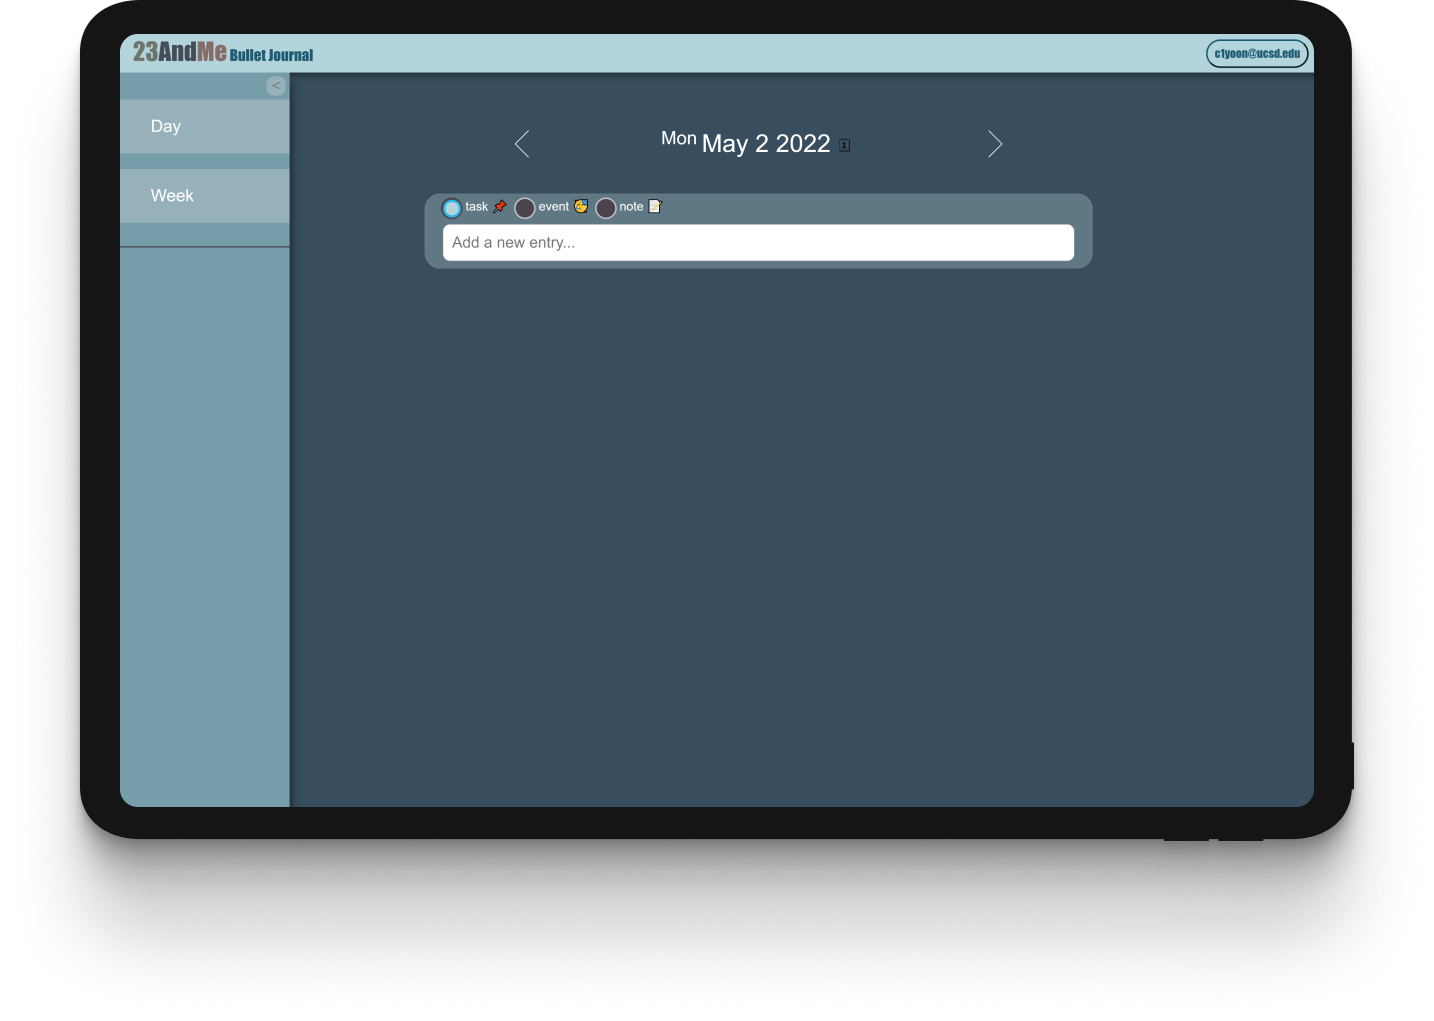 23AndMe Bullet Journal
c1yoon@ucsd.edu
<
Day
Week
Mon May 2 2022
task 📌 event 🥳 note 📝
Add a new entry...